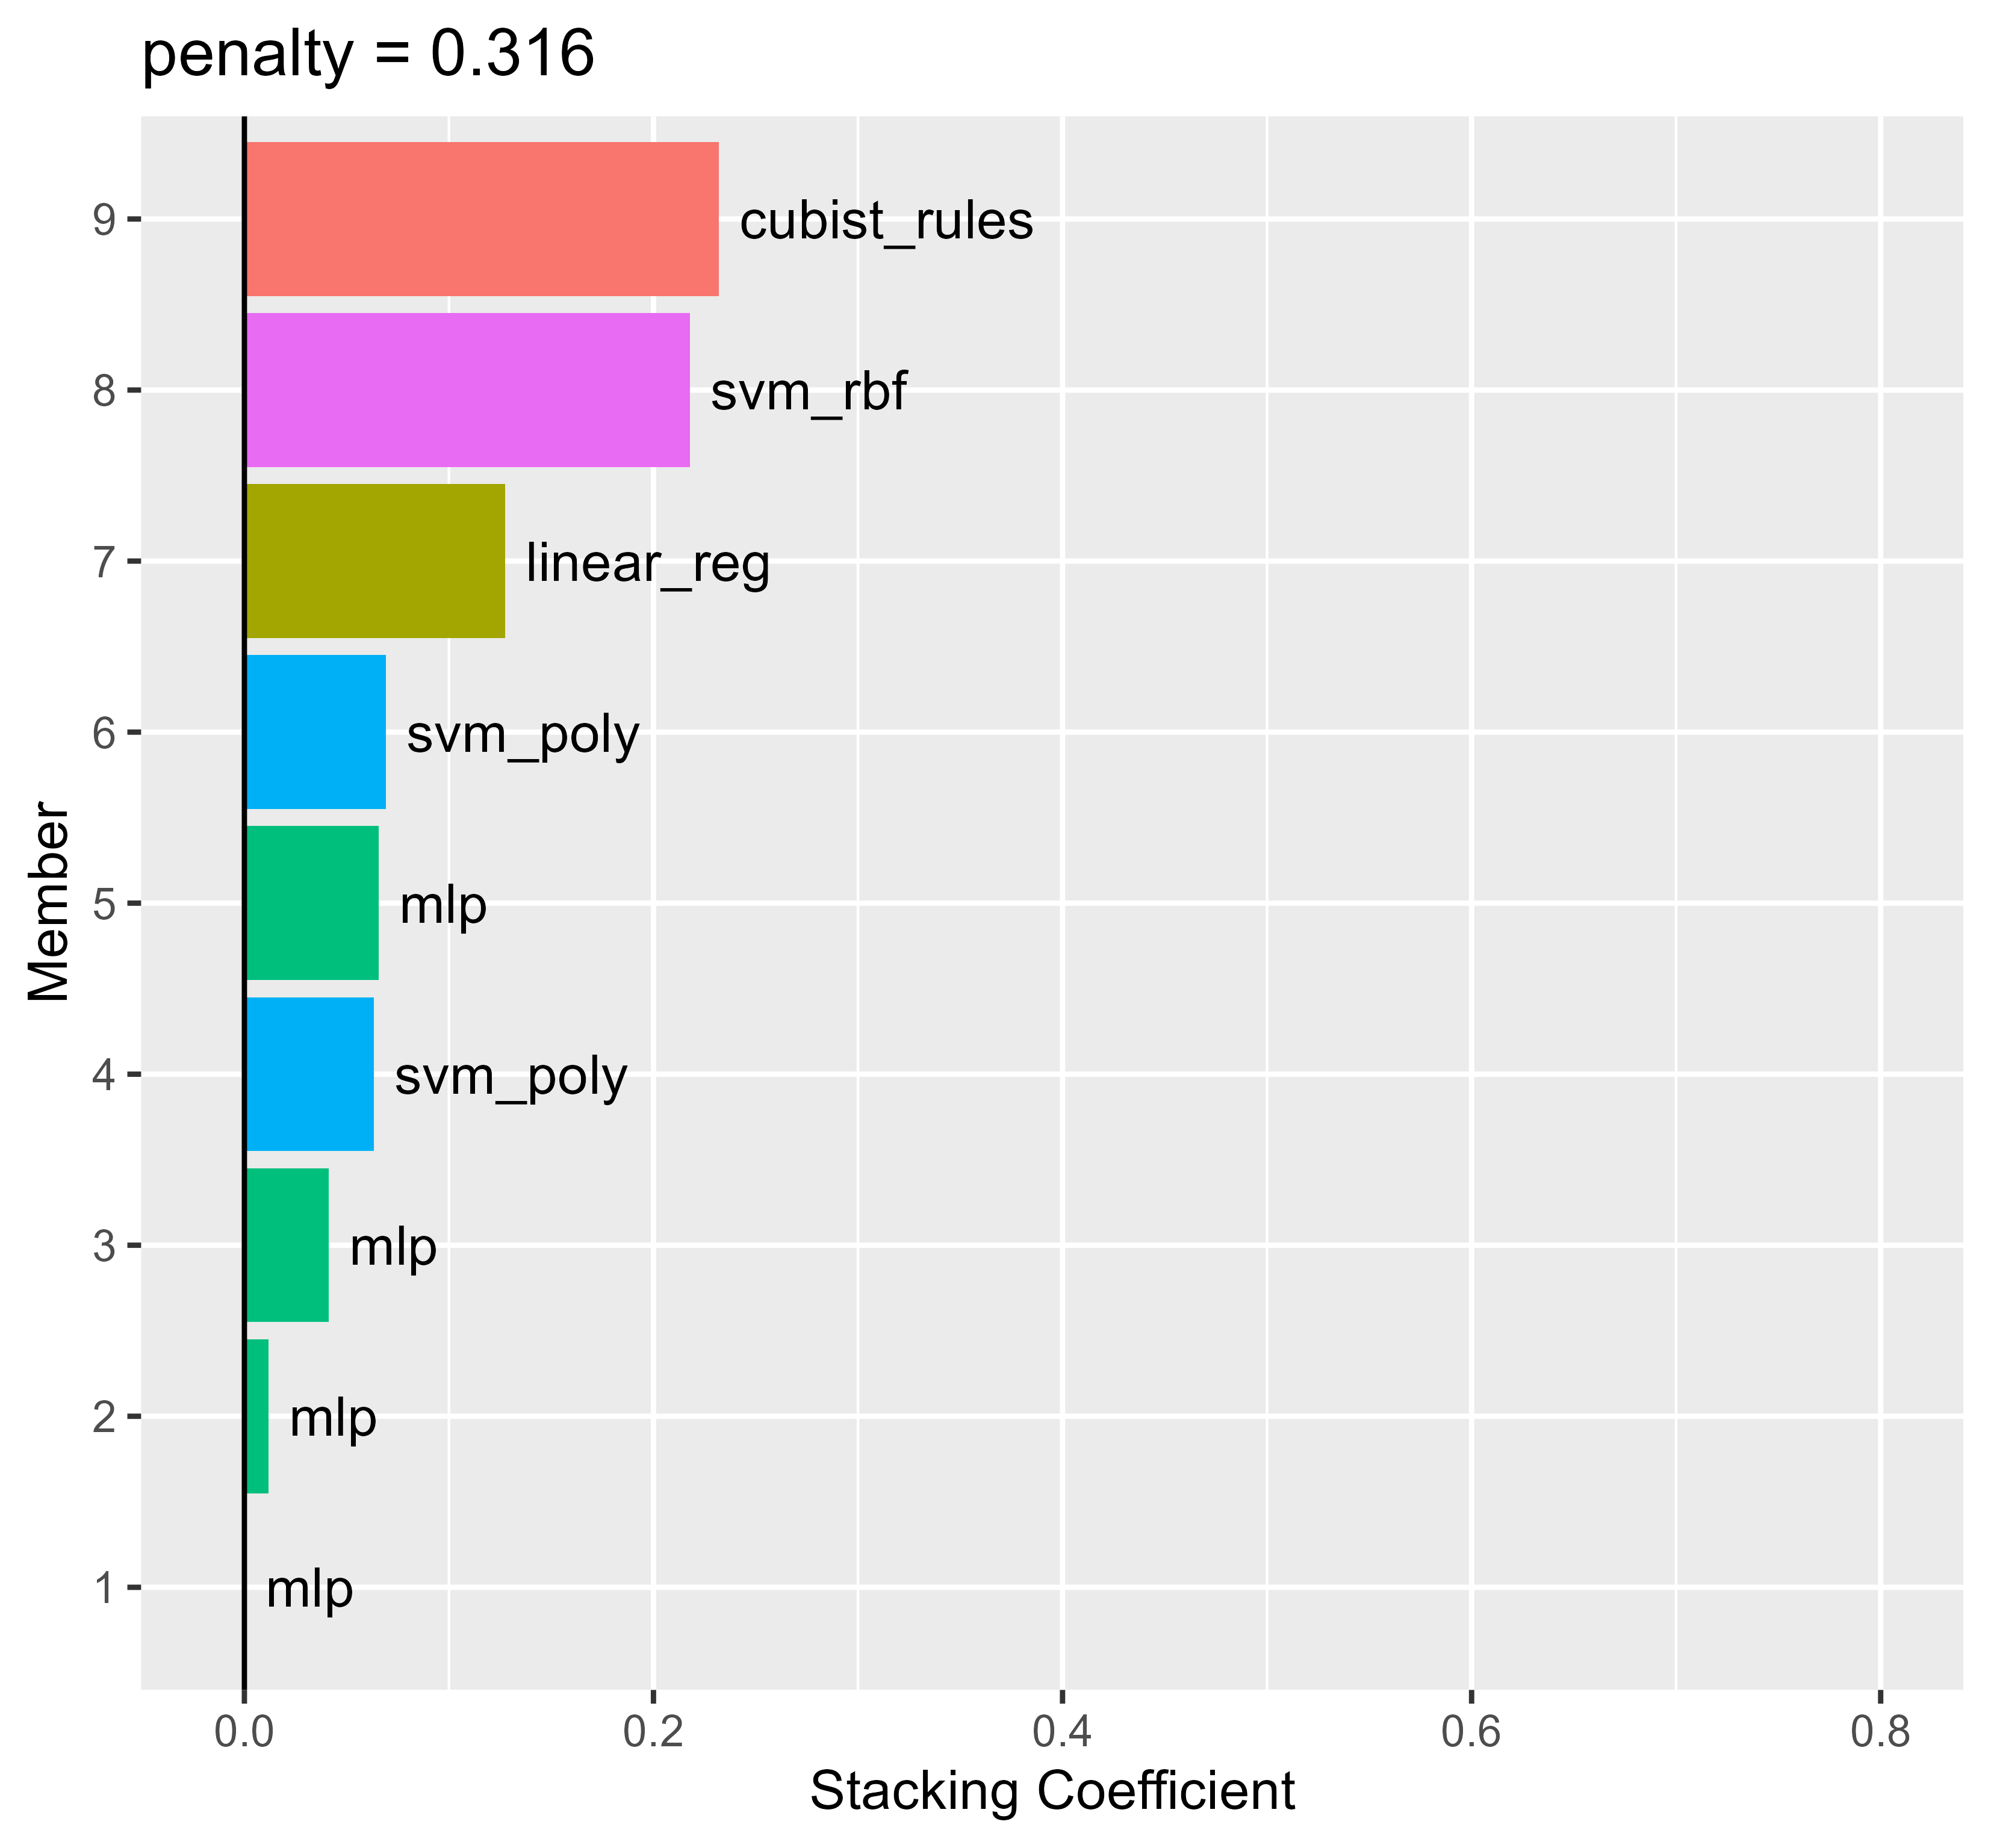 penalty = 0.316
9
cubist_rules
8
svm_rbf
7
linear_reg
6
svm_poly
5
mlp
4
svm_poly
3
mlp
2
mlp
1
mlp
Member
0.0 0.2 0.4 0.6 0.8
Stacking Coefficient